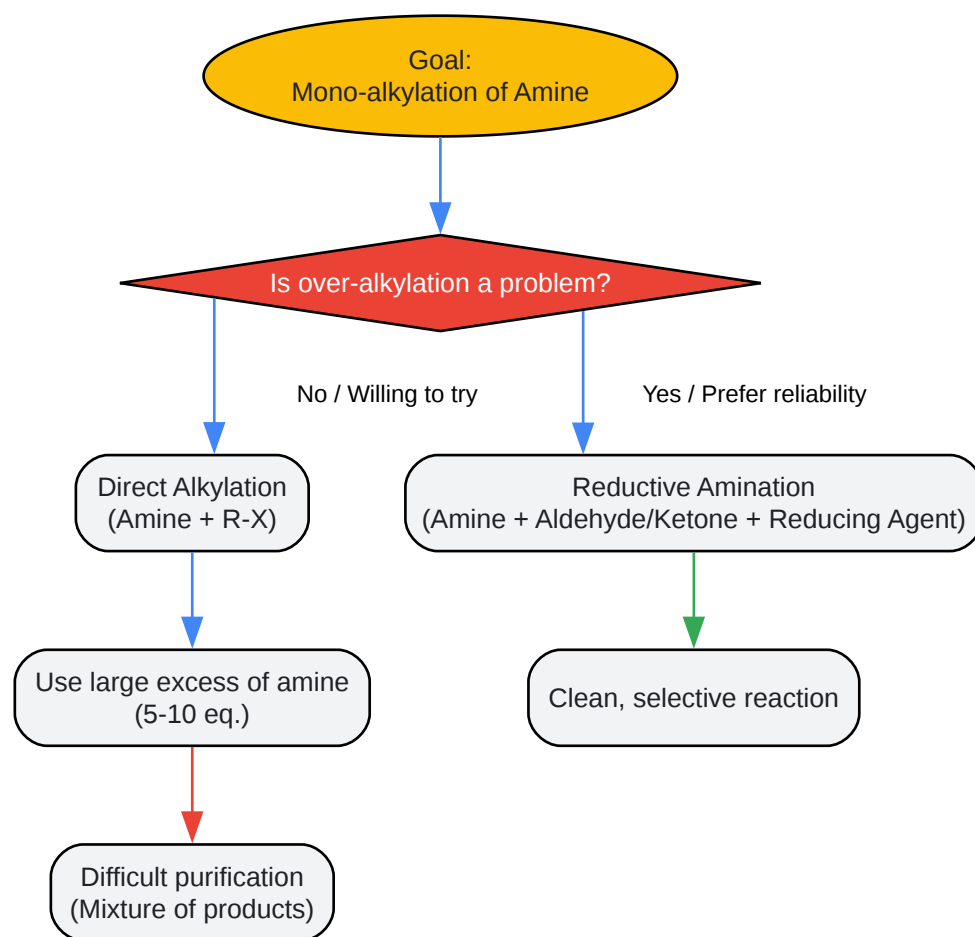 Goal:
Mono-alkylation of Amine
Is over-alkylation a problem?
No / Willing to try
Yes / Prefer reliability
Direct Alkylation
(Amine + R-X)
Reductive Amination
(Amine + Aldehyde/Ketone + Reducing Agent)
Use large excess of amine
(5-10 eq.)
Clean, selective reaction
Difficult purification
(Mixture of products)